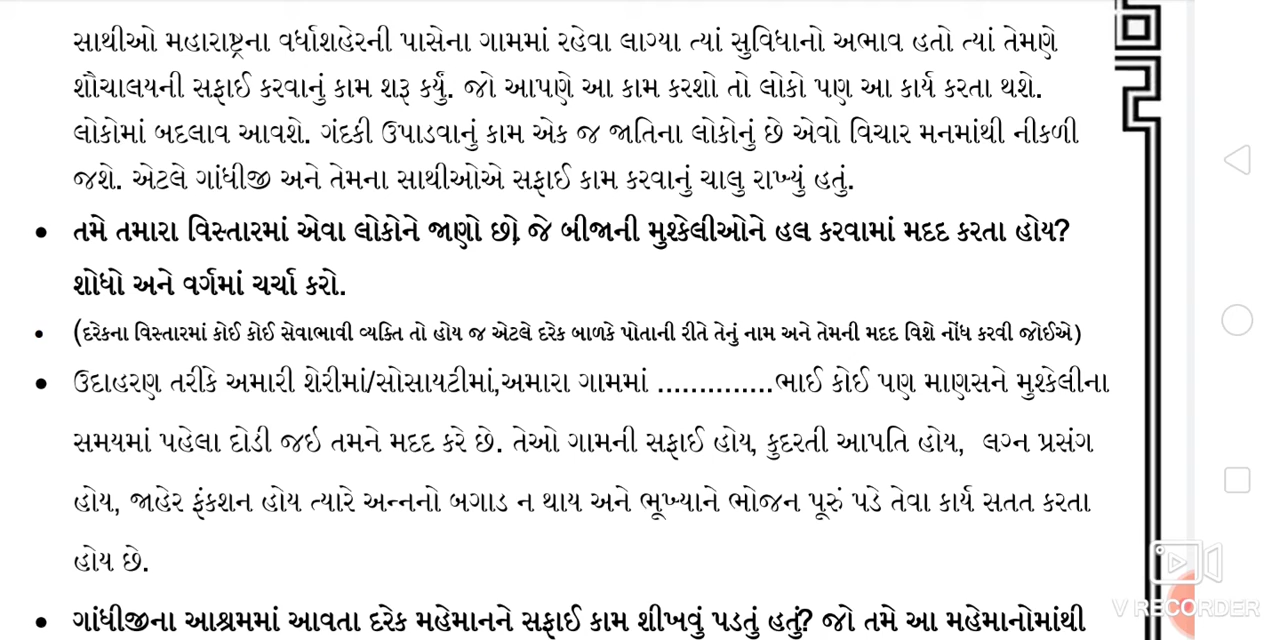 સાથીઓ મહારાષ્ટ્રના વર્ધાશહેરની પાસેના ગામમાં રહેવા લાગ્યા ત્યાં સુવિધાનો અભાવ હતો ત્યાં તેમણે
શૌચાલયની સફાઈ કરવાનું કામ શરૂ કર્યું. જો આપણે આ કામ કરશો તો લોકો પણ આ કાર્ય કરતા થશે.
લોકોમાં બદલાવ આવશે. ગંદકી ઉપાડવાનું કામ એક જ જાતિના લોકોનું છે એવો વિચાર મનમાંથી નીકળી
જશે. એટલે ગાંધીજી અને તેમના સાથીઓએ સફાઈ કામ કરવાનું ચાલુ રાખ્યું હતું.
• તમે તમારા વિસ્તારમાં એવા લોકોને જાણો છો, જે બીજાની મુશ્કેલીઓને હલ કરવામાં મદદ કરતા હોય?
શોધો અને વર્ગમાં ચર્ચા કરો.
• (દરેકના વિસ્તારમાં કોઈ કોઈ સેવાભાવી વ્યક્તિ તો હોય જ એટલે દરેક બાળકે પોતાની રીતે તેનું નામ અને તેમની મદદ વિશે નોંધ કરવી જોઈએ)
• ઉદાહરણ તરીકે અમારી શેરીમાં/સોસાયટીમાં,અમારા ગામમાં ..............ભાઈ કોઈ પણ માણસને મુશ્કેલીના
સમયમાં પહેલા દોડી જઇ તમને મદદ કરે છે. તેઓ ગામની સફાઈ હોય, કુદરતી આપતિ હોય, લગ્ન પ્રસંગ
હોય, જાહેર ફંકશન હોય ત્યારે અન્નનો બગાડ ન થાય અને ભૂખ્યાને ભોજન પૂરું પડે તેવા કાર્ય સતત કરતા
હોય છે.
• ગાંધીજીના આશ્રમમાં આવતા દરેક મહેમાનને સફાઈ કામ શીખવું પડતું હતું? જો તમે આ મહેમાનોમાંથી
V RECORDER